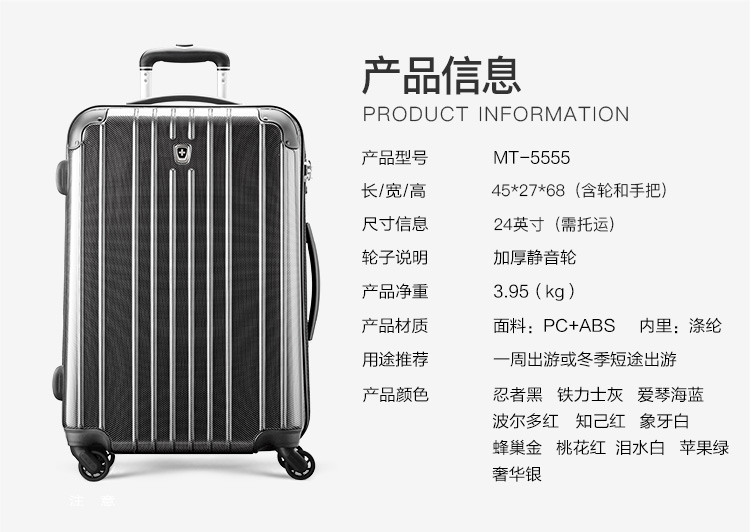 产品信息
PRODUCT INFORMATION
产品型号 MT-5555
长/宽/高 45*27*68（含轮和手把）
尺寸信息 24英寸（需托运）
轮子说明 加厚静音轮
产品净重 3.95（kg）
产品材质 面料：PC+ABS 内里：涤纶
用途推荐 一周出游或冬季短途出游
产品颜色 忍者黑 铁力士灰 爱琴海蓝
波尔多红 知己红 象牙白
蜂巢金 桃花红 泪水白 苹果绿
奢华银